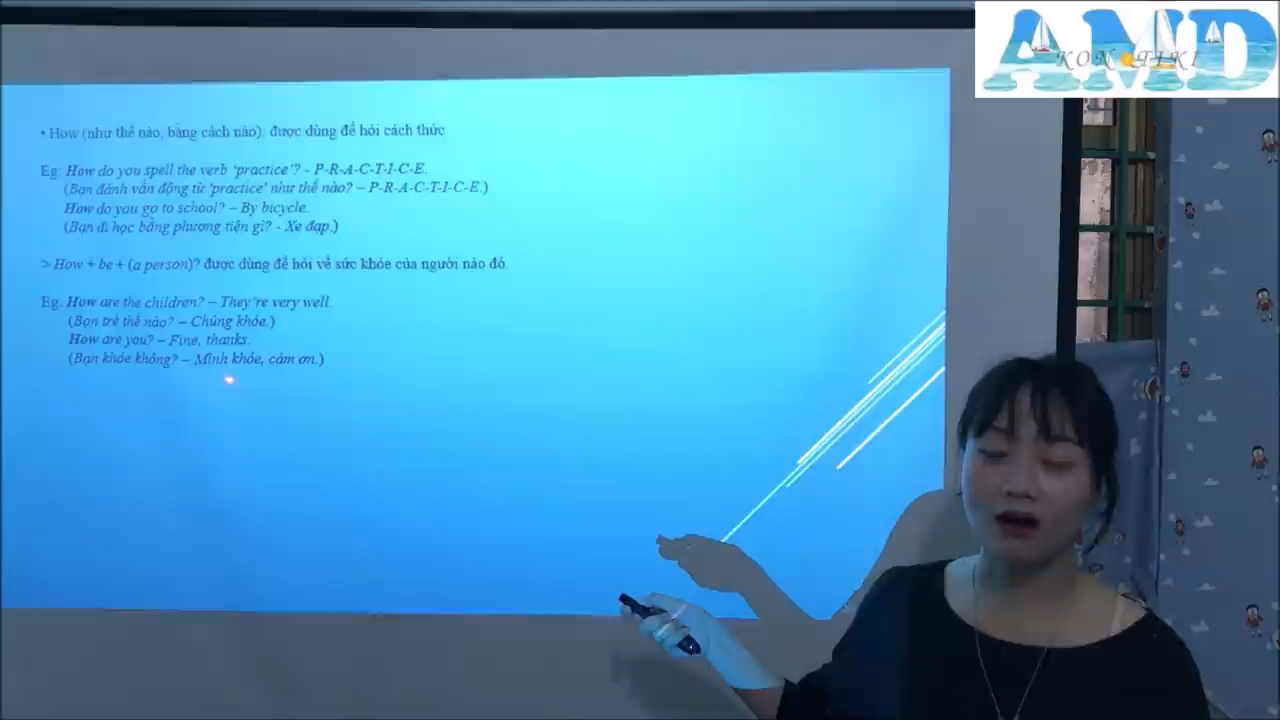 AMD
KON TIKI
• How (như thế nào, bằng cách nào): được dùng để hỏi cách thức
Eg: How do you spell the verb ‘practice’? - P-R-A-C-T-I-C-E.
(Bạn đánh vần động từ ‘practice’ như thế nào? – P-R-A-C-T-I-C-E.)
How do you go to school? – By bicycle.
(Bạn đi học bằng phương tiện gì? - Xe đạp.)
> How + be + (a person)? được dùng để hỏi về sức khỏe của người nào đó.
Eg: How are the children? – They’re very well.
(Bọn trẻ thế nào? – Chúng khỏe.)
How are you? – Fine, thanks.
(Bạn khỏe không? – Mình khỏe, cảm ơn.)